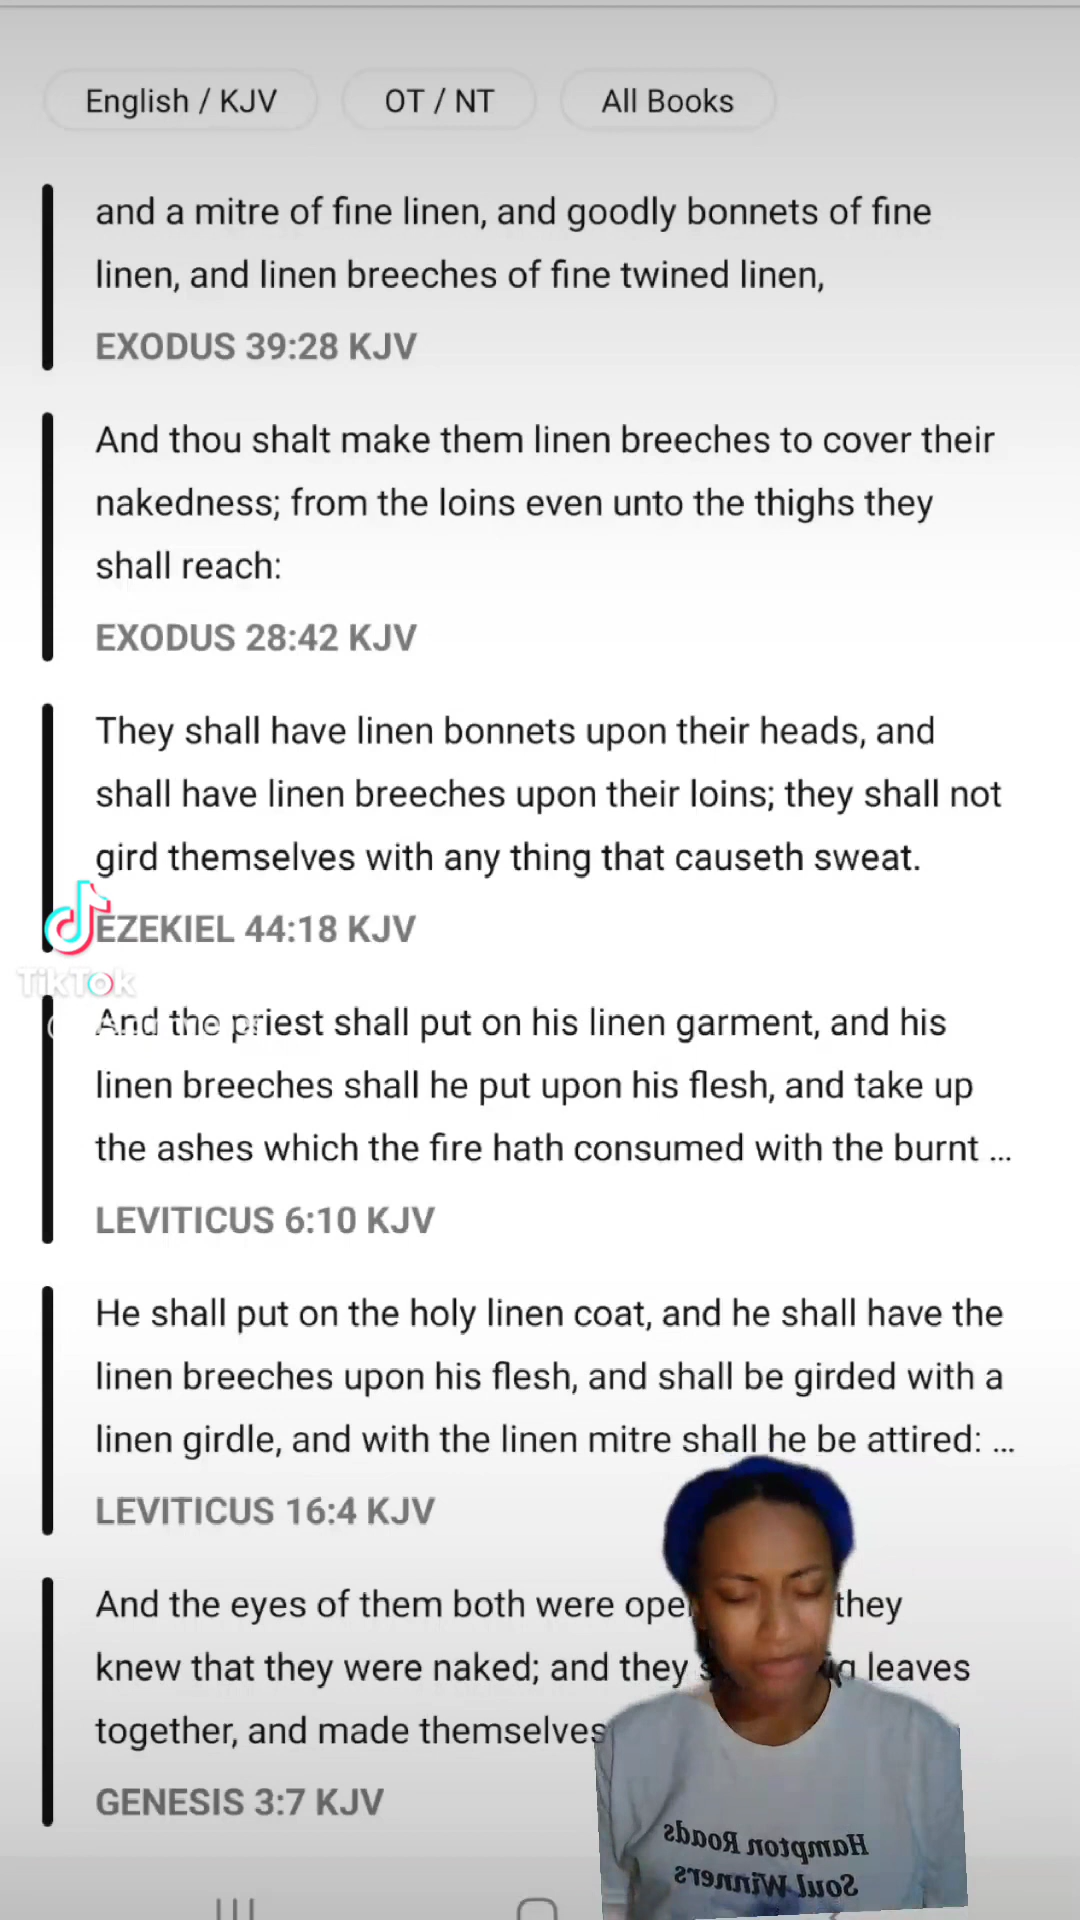 English / KJV
OT / NT
All Books
and a mitre of fine linen, and goodly bonnets of fine
linen, and linen breeches of fine twined linen,
EXODUS 39:28 KJV
And thou shalt make them linen breeches to cover their
nakedness; from the loins even unto the thighs they
shall reach:
EXODUS 28:42 KJV
They shall have linen bonnets upon their heads, and
shall have linen breeches upon their loins; they shall not
gird themselves with any thing that causeth sweat.
EZEKIEL 44:18 KJV
TikTok
And the priest shall put on his linen garment, and his
linen breeches shall he put upon his flesh, and take up
the ashes which the fire hath consumed with the burnt ...
LEVITICUS 6:10 KJV
He shall put on the holy linen coat, and he shall have the
linen breeches upon his flesh, and shall be girded with a
linen girdle, and with the linen mitre shall he be attired: ...
LEVITICUS 16:4 KJV
And the eyes of them both were they
knew that they were naked; and they leaves
together, and made themselves
GENESIS 3:7 KJV
Hampton Roads
Soul Winners